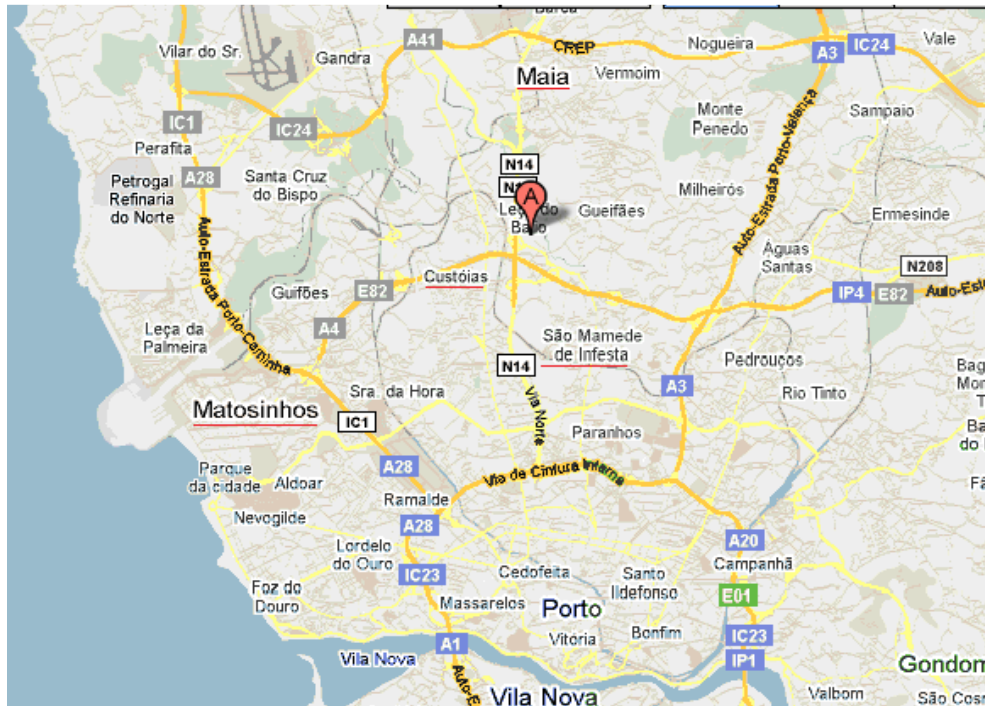 Barca
Vilar do Sr.
A41
Gandra
CREP
Nogueira
A3
IC24
Vale
Maia
Vermoim
IC1
IC24
Monte
Penedo
Sampaio
Perafita
A28
Santa Cruz
do Bispo
N14
Petrogal
Refinaria
do Norte
A
Milheirós
Auto-Estrada Porto-Valença
Gueifães
Ermesinde
Águas
Santas
N208
Auto-Estrada Porto-Caminha
Custóias
Guifões
E82
IP4
E82
Leça da
Palmeira
A4
São Mamede
de Infesta
N14
Pedrouços
A3
Rio Tinto
Sra. da Hora
Matosinhos
IC1
Via Norte
Paranhos
Parque
da cidade
Aldoar
A28
Via de Cintura Interna
Ramalde
Nevogilde
A28
A20
Lordelo
do Ouro
Campanhã
IC23
Cedofeita
Santo
Ildefonso
E01
Foz do
Douro
Massarelos
Porto
Vitória
Bonfim
IC23
A1
IP1
Vila Nova
Vila Nova
Valbom